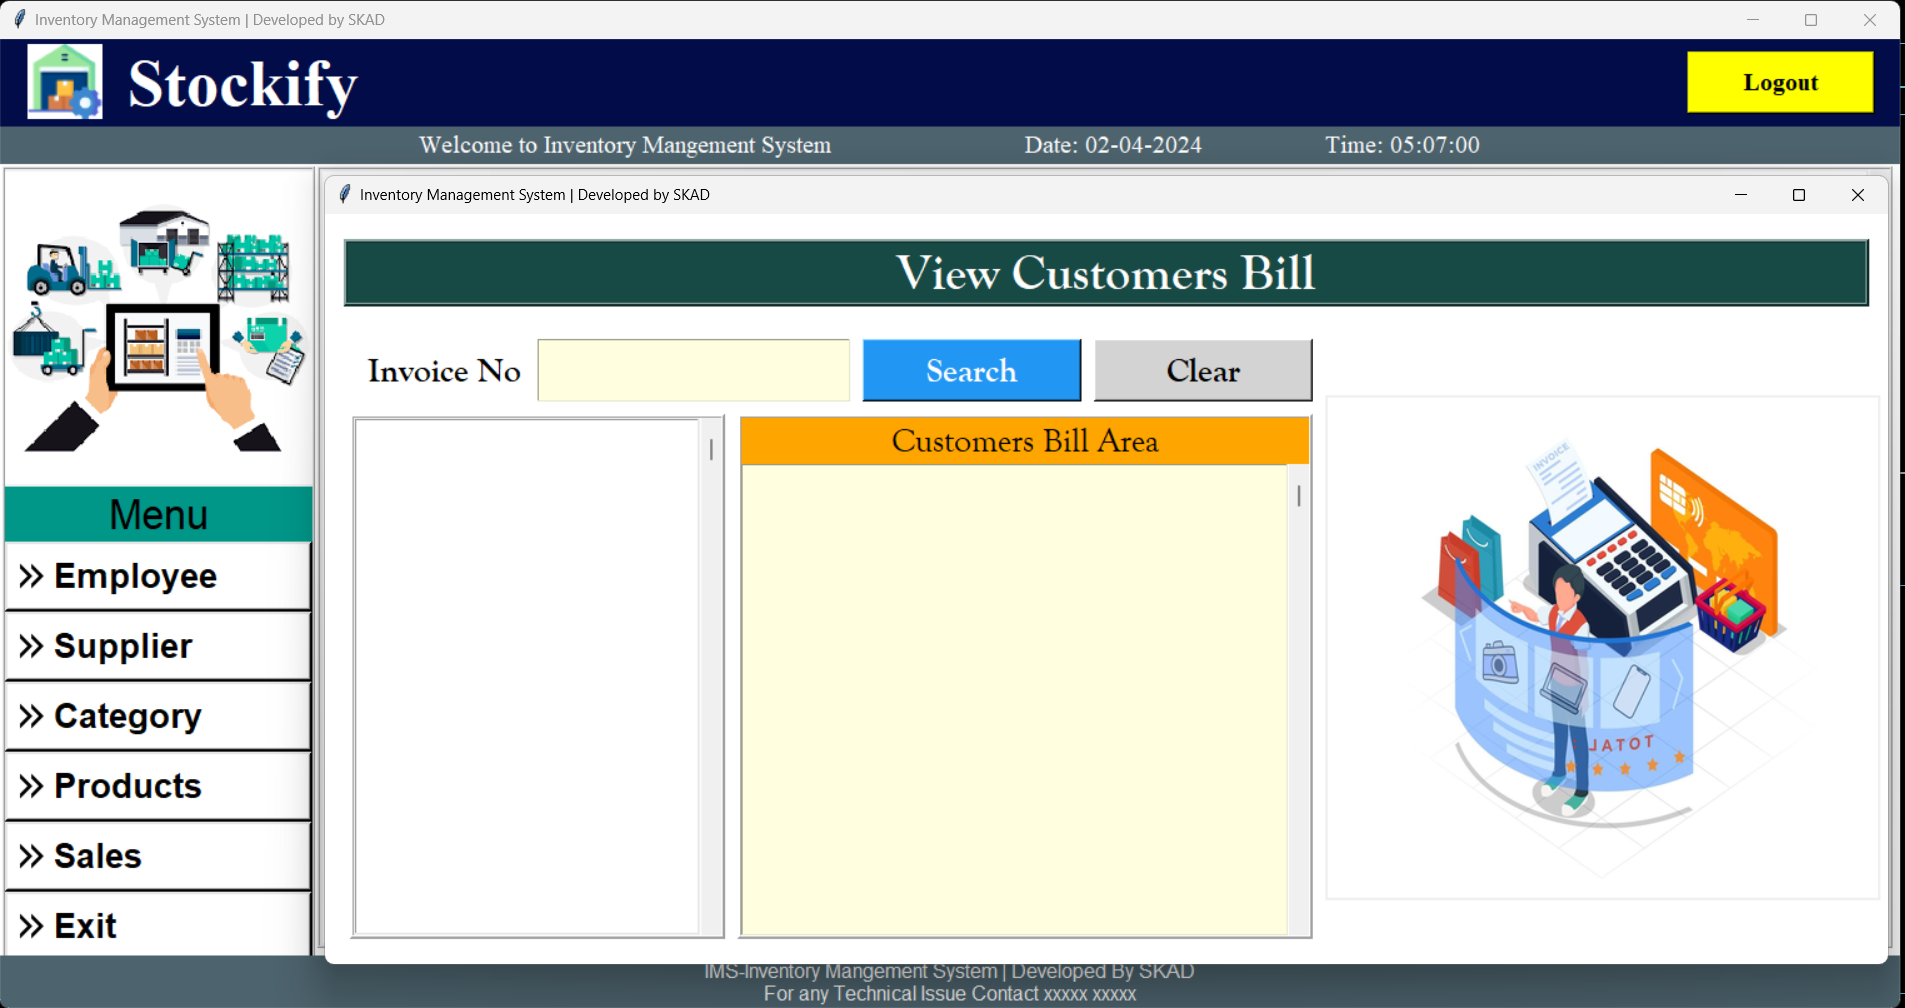 Inventory Management System | Developed by SKAD
Stockify
Logout
Welcome to Inventory Mangement System
Date: 02-04-2024
Time: 05:07:00
Inventory Management System | Developed by SKAD
View Customers Bill
Invoice No
Search
Clear
Customers Bill Area
INVOICE
TOTAL
Menu
» Employee
» Supplier
» Category
» Products
» Sales
» Exit
IMS-Inventory Mangement System | Developed By SKAD
For any Technical Issue Contact xxxxx xxxxx